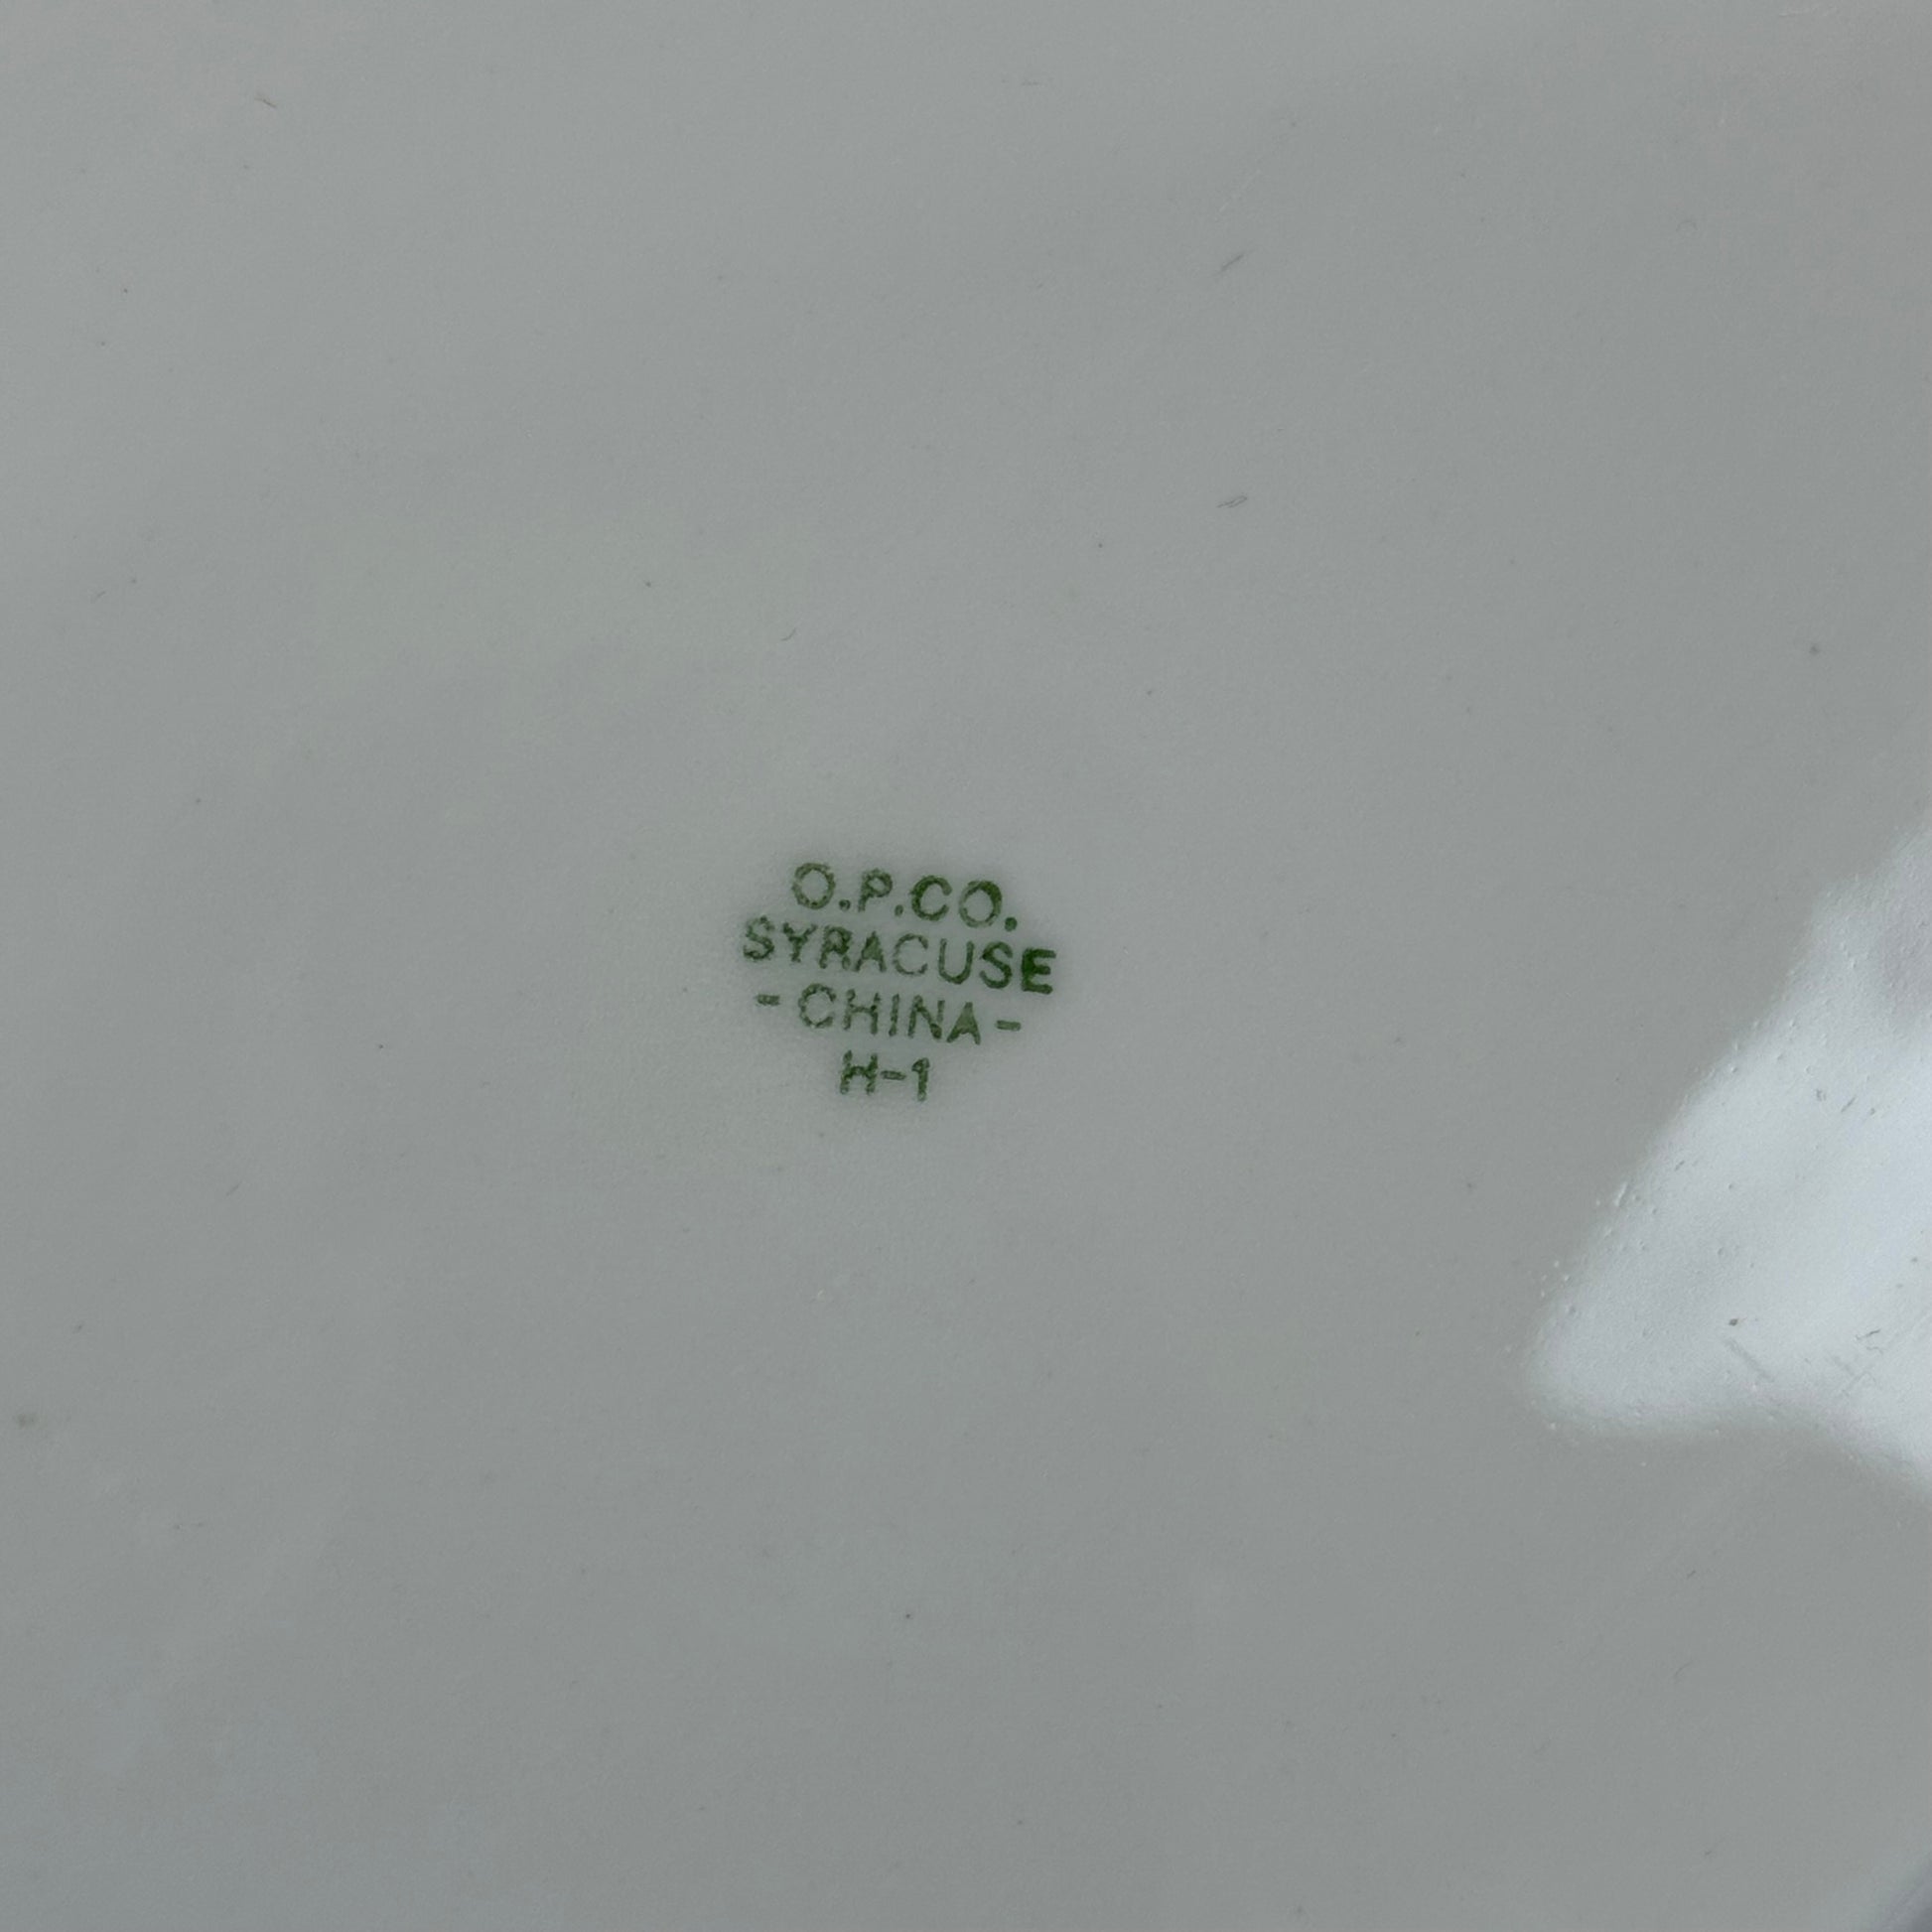 O.P.CO.
SYRACUSE
-CHINA-
H-1